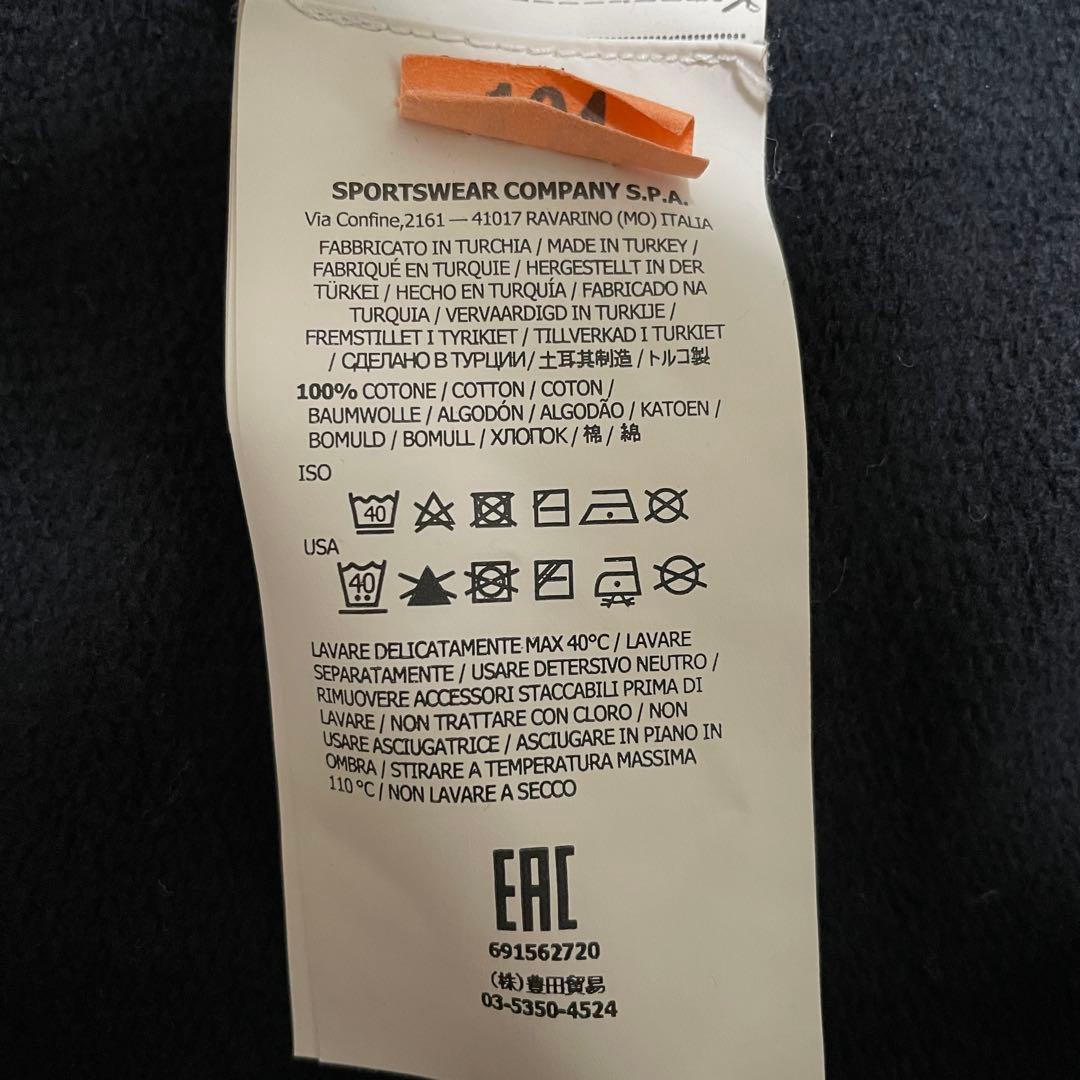 SPORTSWEAR COMPANY S.P.A.
Via Confine,2161 — 41017 RAVARINO (MO) ITALIA
FABBRICATO IN TURCHIA / MADE IN TURKEY /
FABRIQUÉ EN TURQUIE / HERGESTELLT IN DER
TÜRKEI / HECHO EN TURQUÍA / FABRICADO NA
TURQUIA / VERVAARDIGD IN TURKIJE /
FREMSTILLET I TYRIKIET / TILLVERKAD I TURKIET
/ СДЕЛАНО В ТУРЦИИ / 土耳其制造 / トルコ製
100% COTONE / COTTON / COTON /
BAUMWOLLE / ALGODÓN / ALGODÃO / KATOEN /
BOMULD / BOMULL / ХЛОПОК / 棉 / 綿
ISO
40
USA
40
LAVARE DELICATAMENTE MAX 40°C / LAVARE
SEPARATAMENTE / USARE DETERSIVO NEUTRO /
RIMUOVERE ACCESSORI STACCABILI PRIMA DI
LAVARE / NON TRATTARE CON CLORO / NON
USARE ASCIUGATRICE / ASCIUGARE IN PIANO IN
OMBRA / STIRARE A TEMPERATURA MASSIMA
110 °C / NON LAVARE A SECCO
EAC
691562720
(株)豊田貿易
03-5350-4524